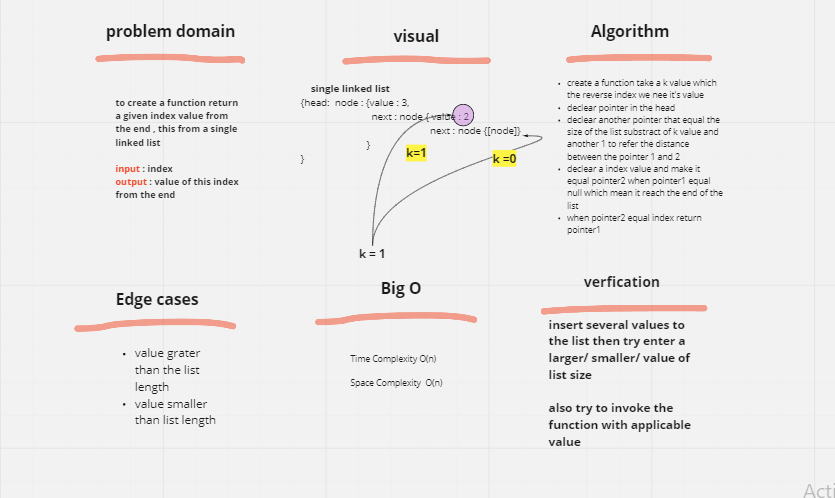 problem domain
to create a function return
a given index value from
the end , this from a single
linked list
input : index
output : value of this index
from the end
visual
single linked list
{head: node : {value : 3,
next : node { value : 2
next : node {[node]}
}
}
k=1
k =0
k = 1
Algorithm
• create a function take a k value which
the reverse index we nee it's value
• declear pointer in the head
• declear another pointer that equal the
size of the list substract of k value and
another 1 to refer the distance
between the pointer 1 and 2
• declear a index value and make it
equal pointer2 when pointer1 equal
null which mean it reach the end of the
list
• when pointer2 equal index return
pointer1
Edge cases
• value grater
than the list
length
• value smaller
than list length
Big O
Time Complexity O(n)
Space Complexity O(n)
verfication
insert several values to
the list then try enter a
larger/ smaller/ value of
list size
also try to invoke the
function with applicable
value
Acti